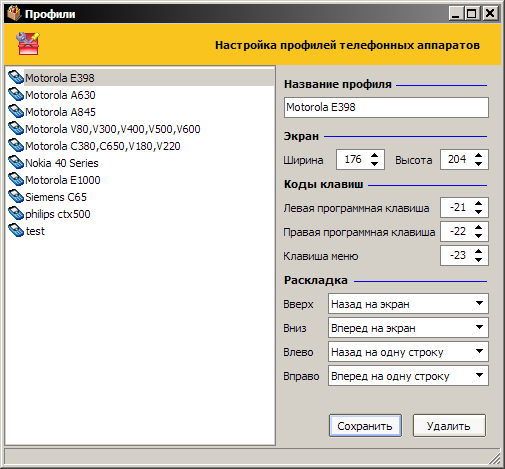 Профили
Настройка профилей телефонных аппаратов
Motorola E398
Motorola A630
Motorola A845
Motorola V80,V300,V400,V500,V600
Motorola C380,C650,V180,V220
Nokia 40 Series
Motorola E1000
Siemens C65
philips ctx500
test
Название профиля
Motorola E398
Экран
Ширина 176 Высота 204
Коды клавиш
Левая программная клавиша -21
Правая программная клавиша -22
Клавиша меню -23
Раскладка
Вверх Назад на экран
Вниз Вперед на экран
Влево Назад на одну строку
Вправо Вперед на одну строку
Сохранить Удалить